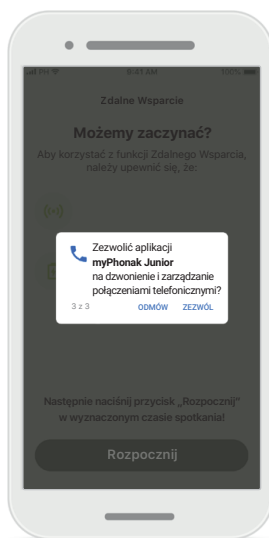 9:41 AM
100%
Zdalne Wsparcie
Możemy zaczynać?
Aby korzystać z funkcji Zdalnego Wsparcia,
należy upewnić się, że:
Zezwolić aplikacji
myPhonak Junior
na dzwonienie i zarządzanie
połączeniami telefonicznymi?
3 z 3
ODMÓW ZEZWÓL
Następnie naciśnij przycisk „Rozpocznij”
w wyznaczonym czasie spotkania!
Rozpocznij